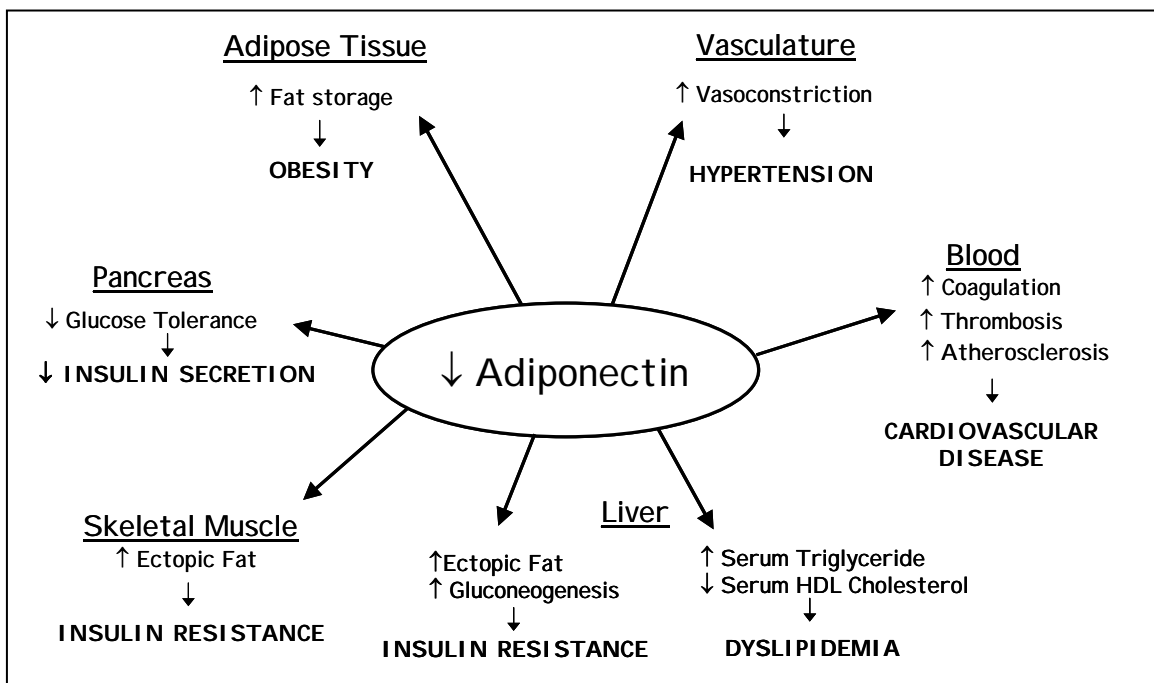 Adipose Tissue
↑ Fat storage
↓
OBESITY
Vasculature
↑ Vasoconstriction
↓
HYPERTENSION
Pancreas
↓ Glucose Tolerance
↓
↓ INSULIN SECRETION
↓ Adiponectin
Blood
↑ Coagulation
↑ Thrombosis
↑ Atherosclerosis
↓
CARDIOVASCULAR
DISEASE
Skeletal Muscle
↑ Ectopic Fat
↓
INSULIN RESISTANCE
Liver
↑Ectopic Fat
↑ Gluconeogenesis
↓
INSULIN RESISTANCE
↑ Serum Triglyceride
↓ Serum HDL Cholesterol
↓
DYSLIPIDEMIA